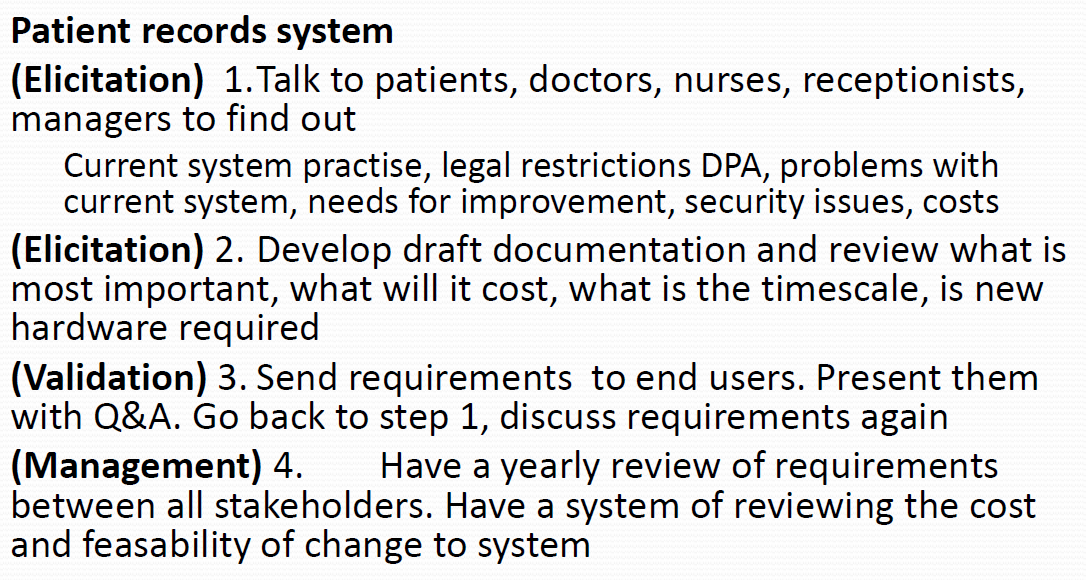 Patient records system
(Elicitation) 1.Talk to patients, doctors, nurses, receptionists,
managers to find out
Current system practise, legal restrictions DPA, problems with
current system, needs for improvement, security issues, costs
(Elicitation) 2. Develop draft documentation and review what is
most important, what will it cost, what is the timescale, is new
hardware required
(Validation) 3. Send requirements to end users. Present them
with Q&A. Go back to step 1, discuss requirements again
(Management) 4. Have a yearly review of requirements
between all stakeholders. Have a system of reviewing the cost
and feasability of change to system